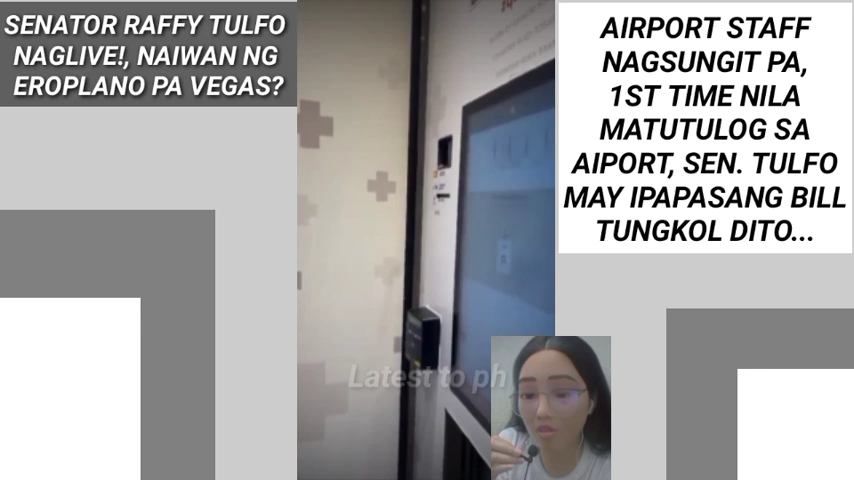 SENATOR RAFFY TULFO
NAGLIVE!, NAIWAN NG
EROPLANO PA VEGAS?
AIRPORT STAFF
NAGSUNGIT PA,
1ST TIME NILA
MATUTULOG SA
AIPORT, SEN. TULFO
MAY IPAPASANG BILL
TUNGKOL DITO...
Latest to ph